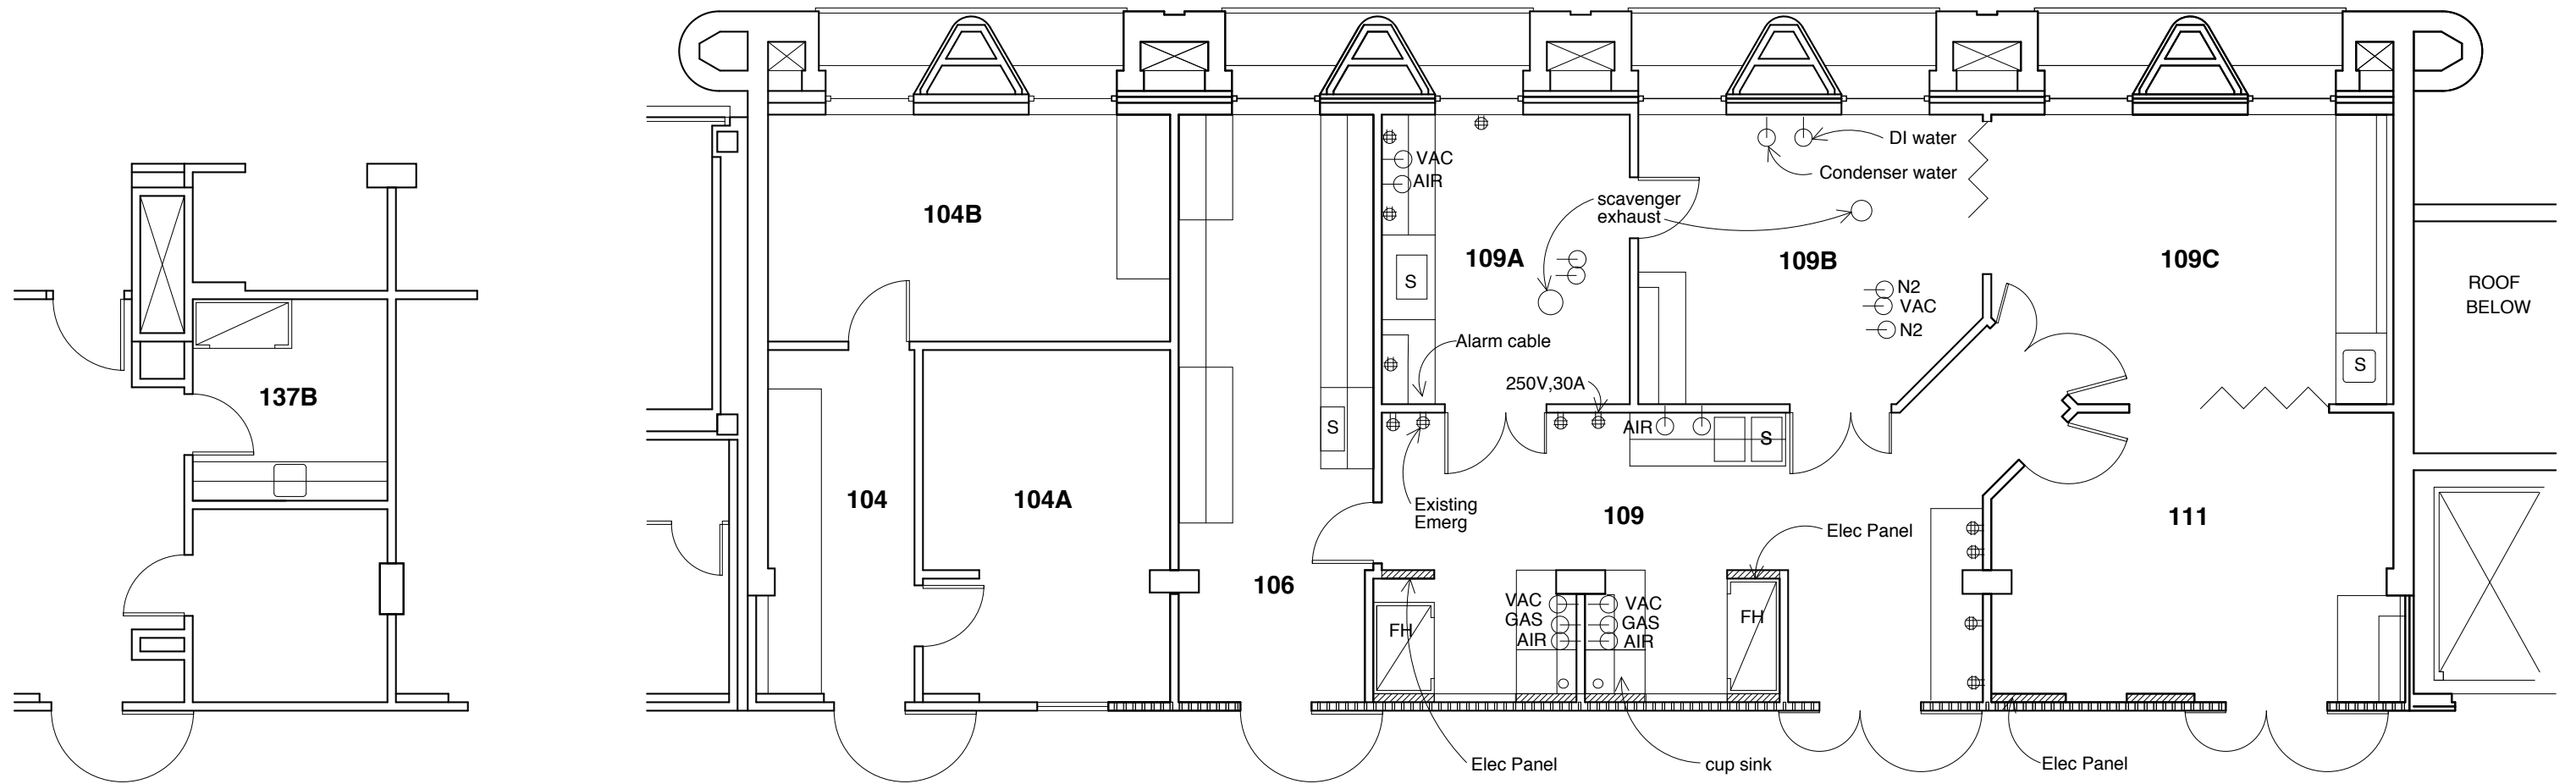 DI water
VAC
Condenser water
AIR
scavenger
exhaust
104B
109A
109B
109C
S
ROOF
BELOW
N2
VAC
N2
Alarm cable
S
250V,30A
137B
S
AIR
S
104
104A
Existing
Emerg
109
111
Elec Panel
106
VAC
GAS
AIR
VAC
GAS
AIR
FH
FH
Elec Panel
cup sink
Elec Panel